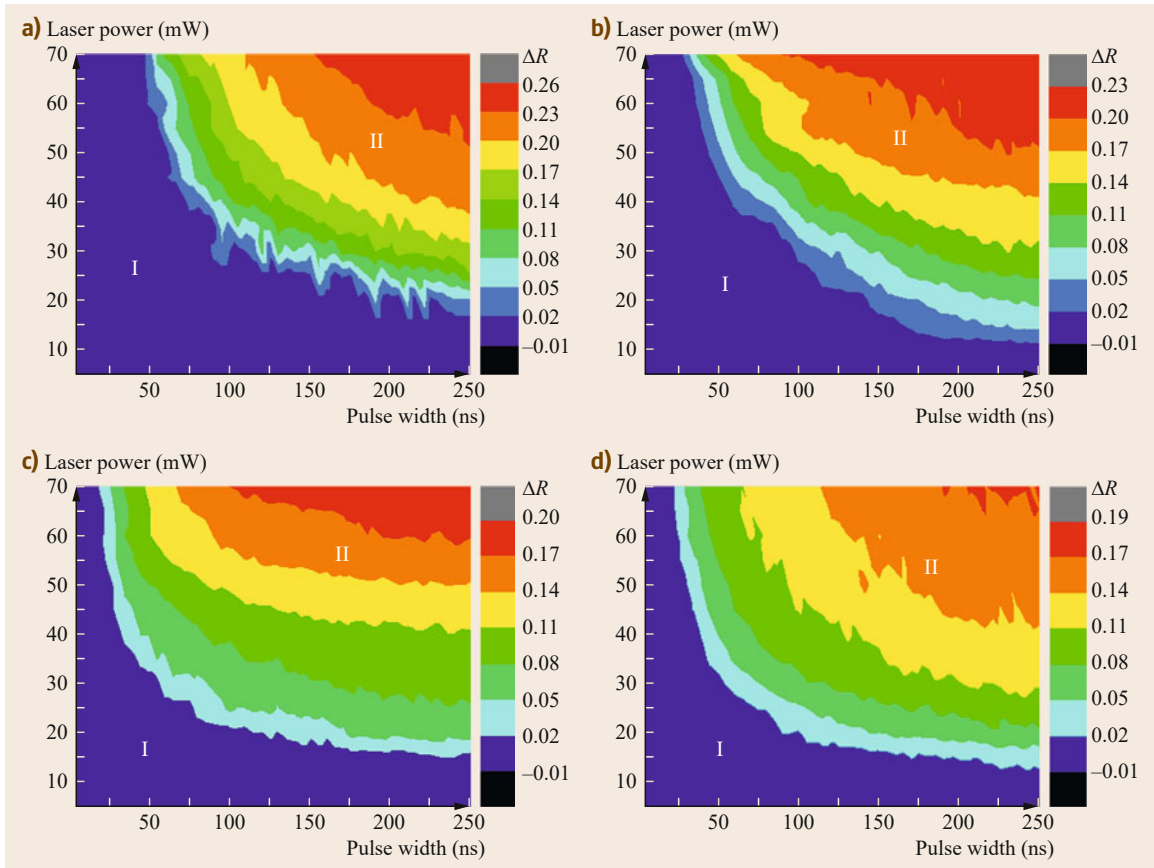 a) Laser power (mW)
70
60
50
40
30
20
10
I
II
50 100 150 200 250
Pulse width (ns)
ΔR
0.26
0.23
0.20
0.17
0.14
0.11
0.08
0.05
0.02
–0.01
b) Laser power (mW)
70
60
50
40
30
20
10
I
II
50 100 150 200 250
Pulse width (ns)
ΔR
0.23
0.20
0.17
0.14
0.11
0.08
0.05
0.02
–0.01
c) Laser power (mW)
70
60
50
40
30
20
10
I
II
50 100 150 200 250
Pulse width (ns)
ΔR
0.20
0.17
0.14
0.11
0.08
0.05
0.02
–0.01
d) Laser power (mW)
70
60
50
40
30
20
10
I
II
50 100 150 200 250
Pulse width (ns)
ΔR
0.19
0.17
0.14
0.11
0.08
0.05
0.02
–0.01